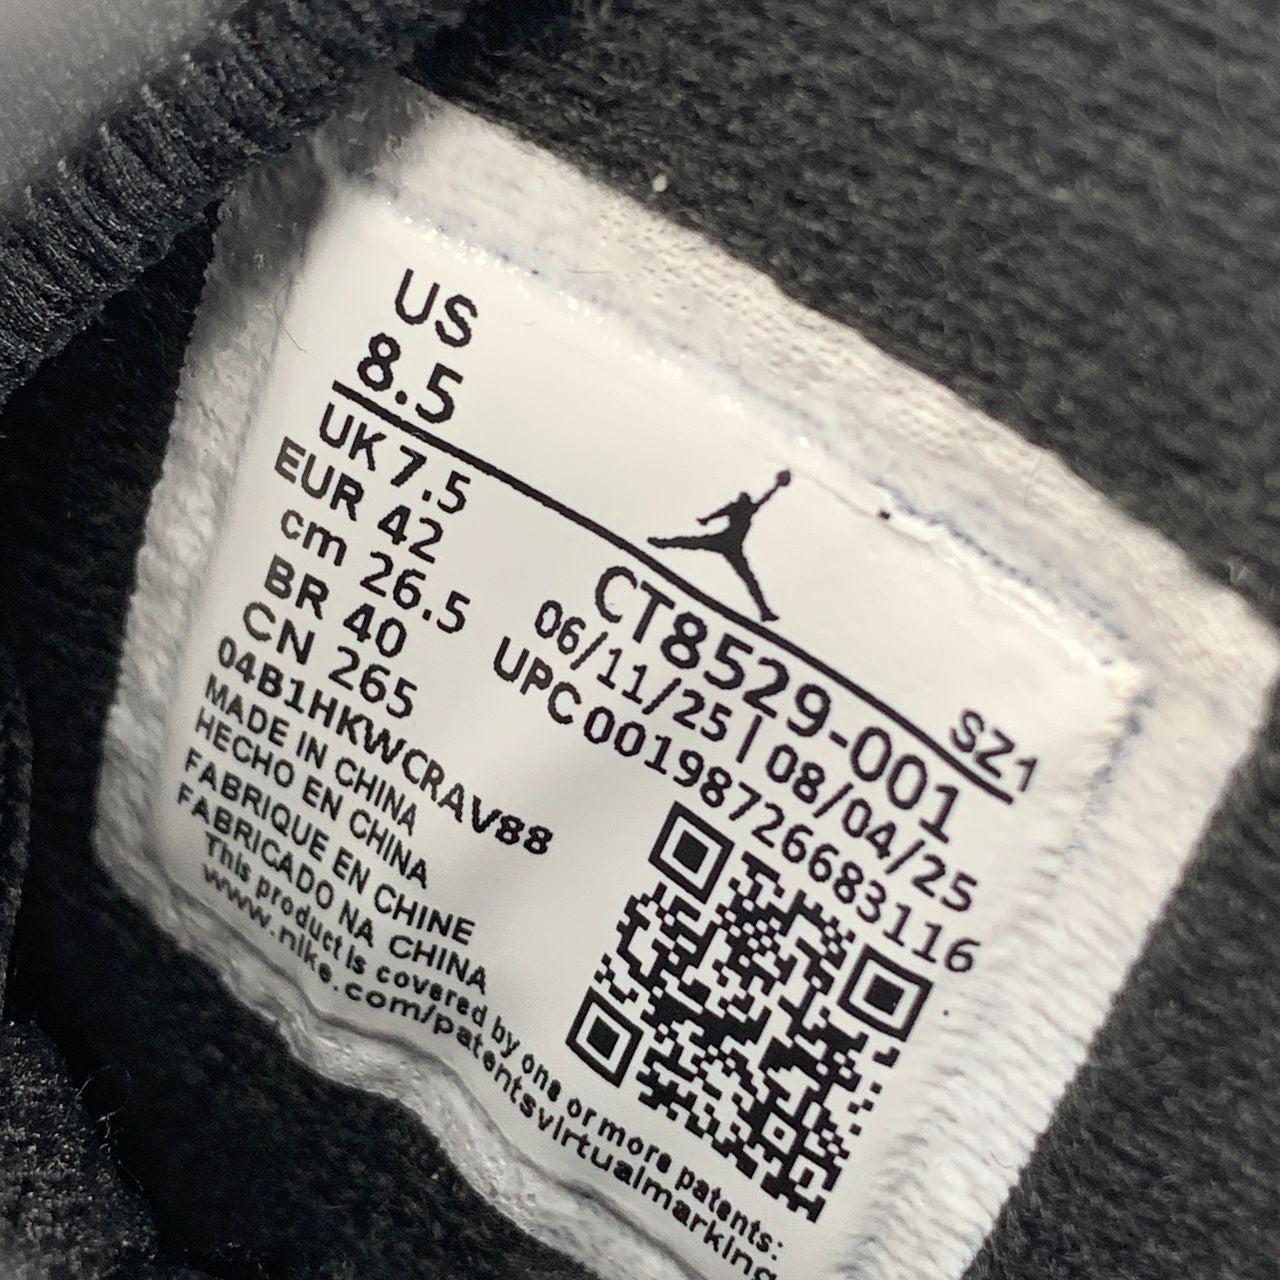 US
8.5
UK 7.5
EUR 42
cm 26.5
BR 40
CN 265
04B1HKWCRAV88
MADE IN CHINA
HECHO EN CHINA
FABRIQUE EN CHINE
FABRICADO NA CHINA
This product is covered by one or more patents:
www.nike.com/patentsvirtualmarking
SZ1
CT8529-001
06/11/25 | 08/04/25
UPC 00198726683116